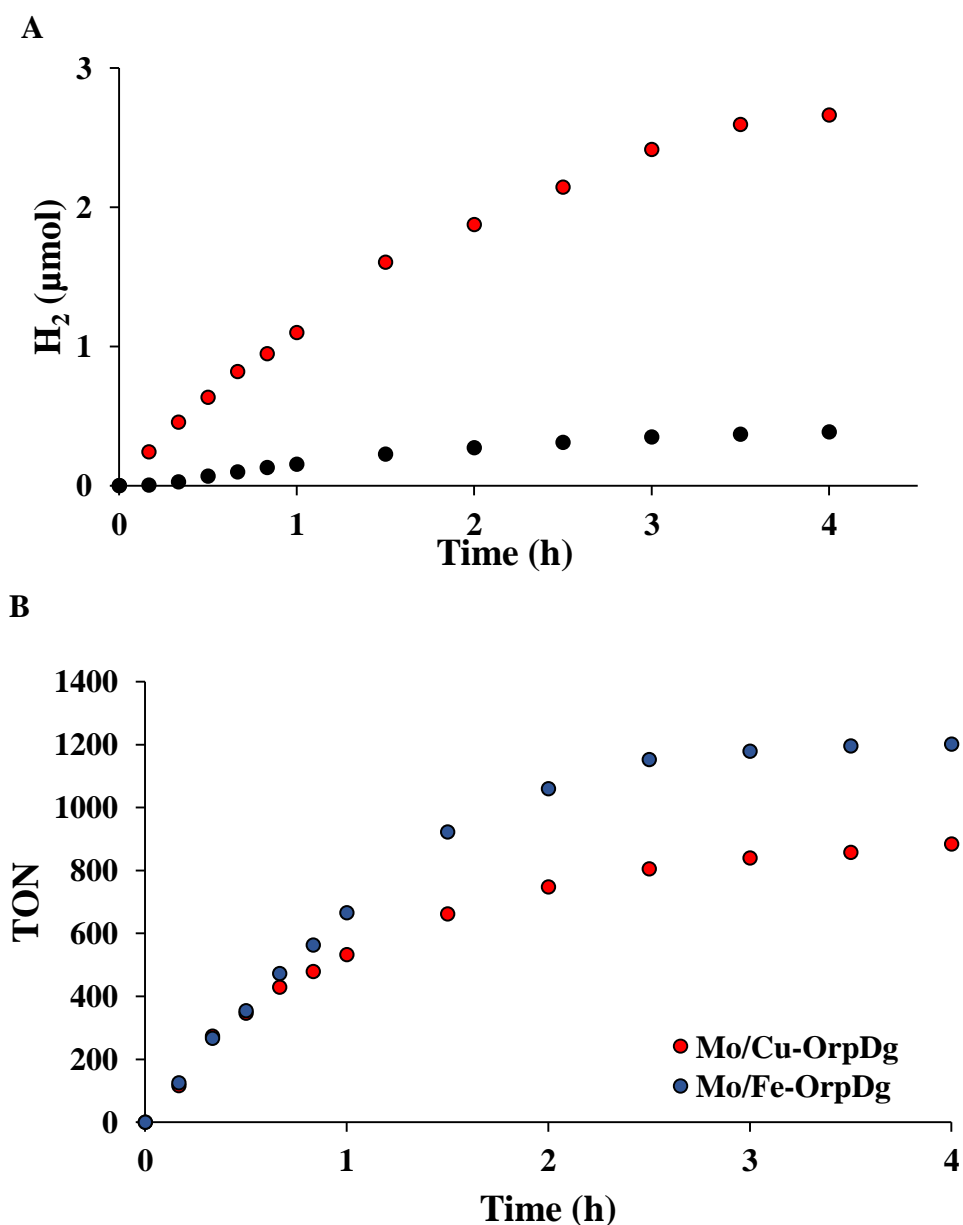 A
3
2
1
0
H₂ (µmol)
0 1 2 3 4
Time (h)
B
1400
1200
1000
800
600
400
200
0
TON
Mo/Cu-OrpDg
Mo/Fe-OrpDg
0 1 2 3 4
Time (h)